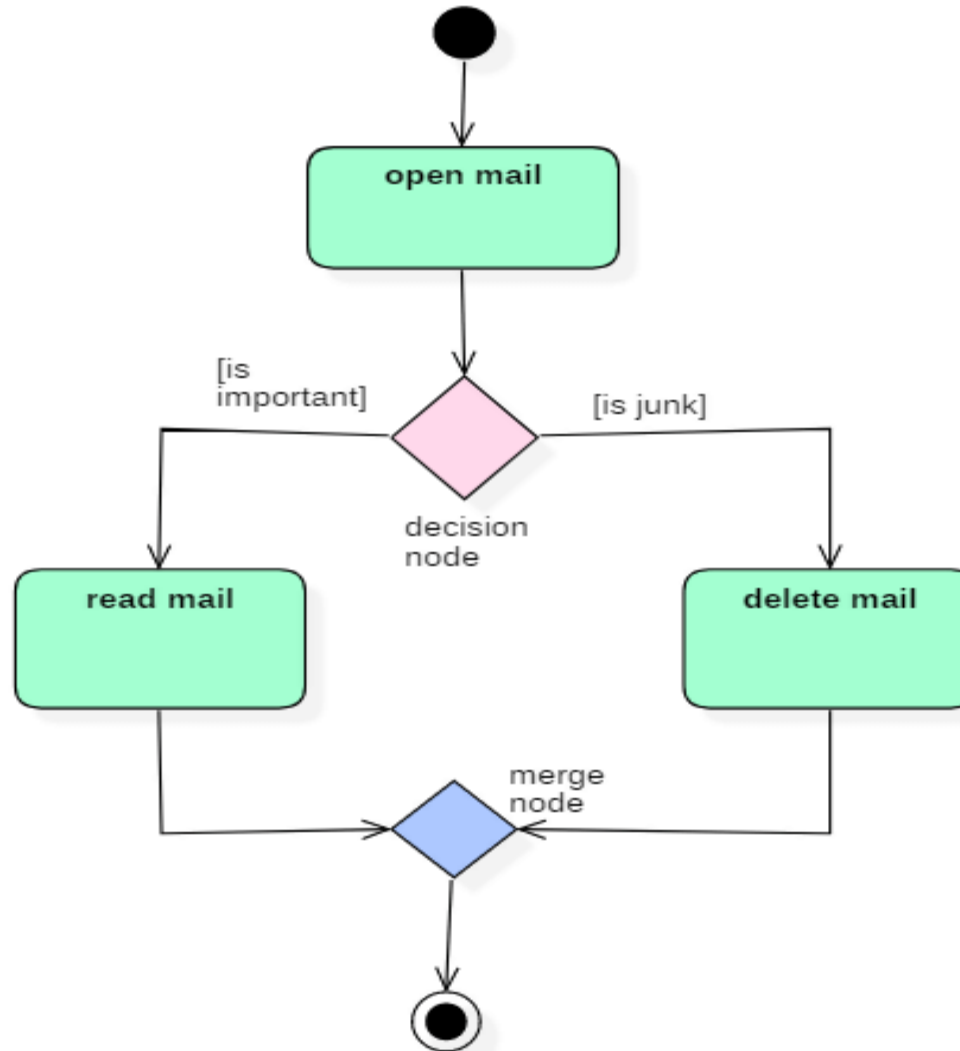 open mail
[is
important]
[is junk]
decision
node
read mail
delete mail
merge
node